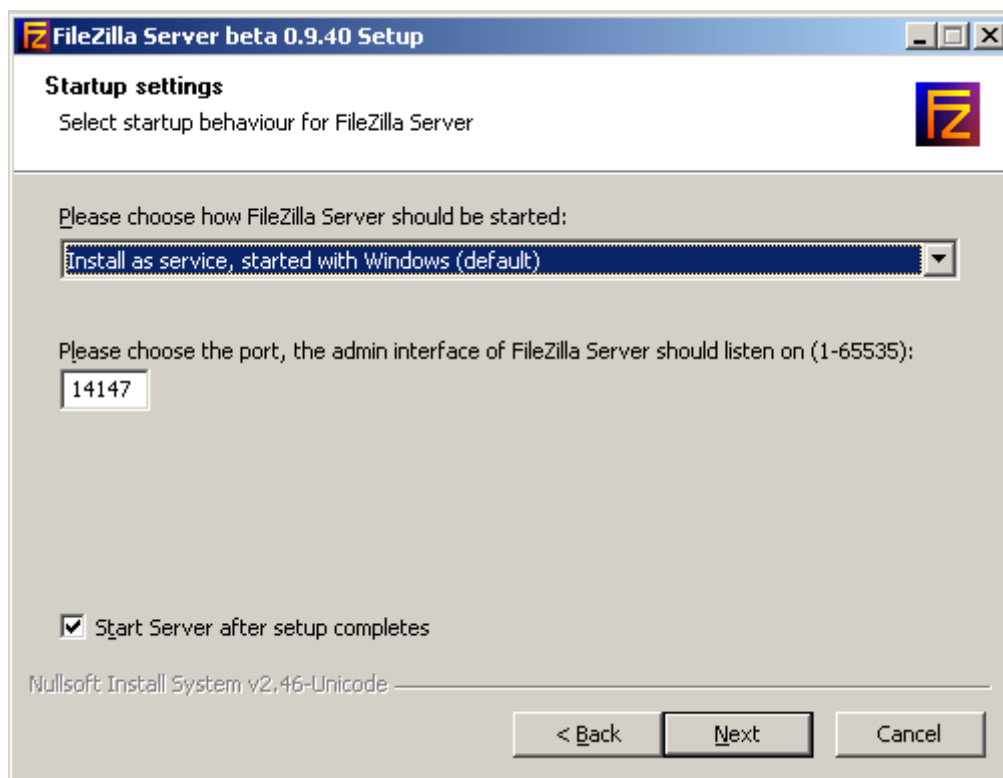 FileZilla Server beta 0.9.40 Setup
Startup settings
Select startup behaviour for FileZilla Server
Please choose how FileZilla Server should be started:
Install as service, started with Windows (default)
Please choose the port, the admin interface of FileZilla Server should listen on (1-65535):
14147
Start Server after setup completes
Nullsoft Install System v2.46-Unicode
< Back
Next
Cancel